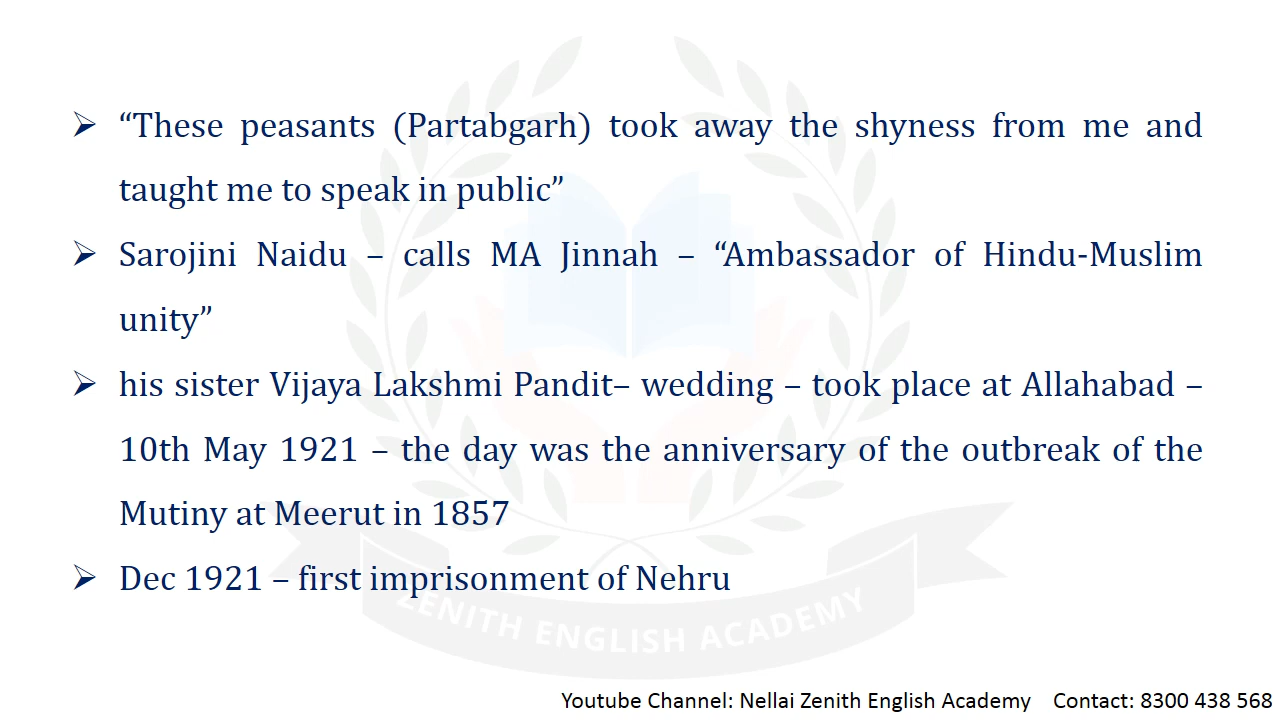 ➢ “These peasants (Partabgarh) took away the shyness from me and
taught me to speak in public”
➢ Sarojini Naidu – calls MA Jinnah – “Ambassador of Hindu-Muslim
unity”
➢ his sister Vijaya Lakshmi Pandit– wedding – took place at Allahabad –
10th May 1921 – the day was the anniversary of the outbreak of the
Mutiny at Meerut in 1857
➢ Dec 1921 – first imprisonment of Nehru
ZENITH ENGLISH ACADEMY
Youtube Channel: Nellai Zenith English Academy Contact: 8300 438 568